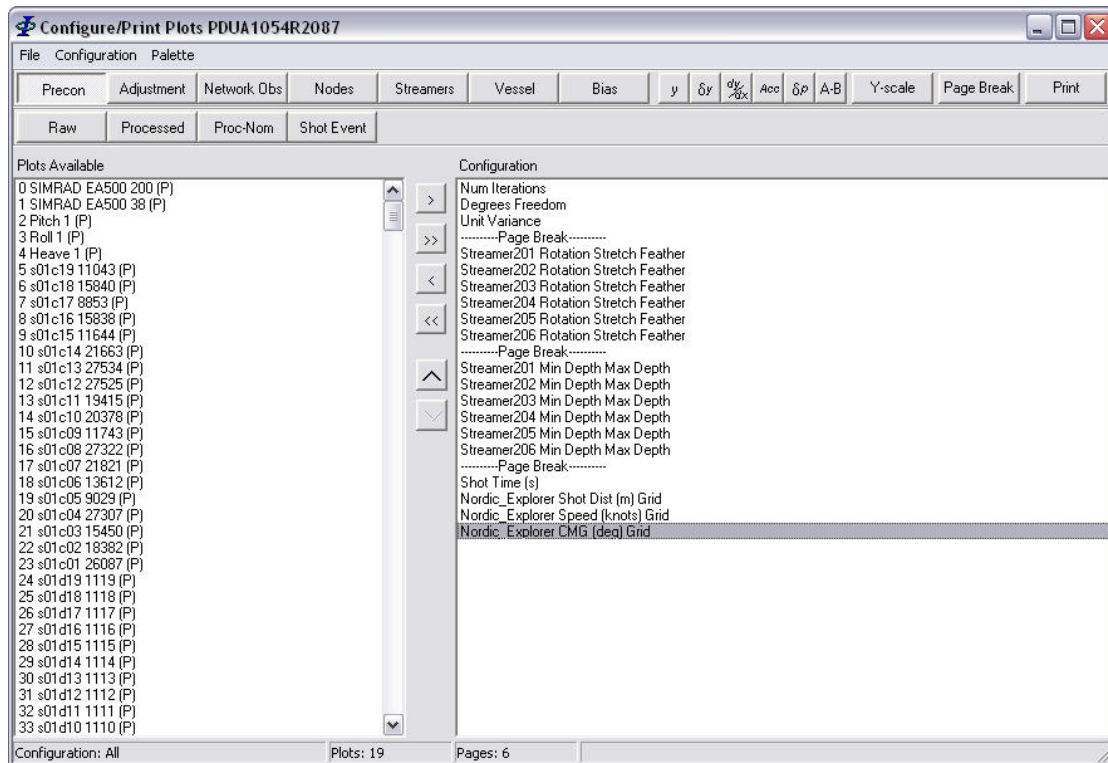 Configure/Print Plots PDUA1054R2087
File Configuration Palette
Precon Adjustment Network Obs Nodes Streamers Vessel Bias y δy dy/dx Acc δp A-B Y-scale Page Break Print
Raw Processed Proc-Nom Shot Event
Plots Available
0 SIMRAD EA500 200 (P)
1 SIMRAD EA500 38 (P)
2 Pitch 1 (P)
3 Roll 1 (P)
4 Heave 1 (P)
5 s01c19 11043 (P)
6 s01c18 15840 (P)
7 s01c17 8853 (P)
8 s01c16 15838 (P)
9 s01c15 11644 (P)
10 s01c14 21663 (P)
11 s01c13 27534 (P)
12 s01c12 27525 (P)
13 s01c11 19415 (P)
14 s01c10 20378 (P)
15 s01c09 11743 (P)
16 s01c08 27322 (P)
17 s01c07 21821 (P)
18 s01c06 13612 (P)
19 s01c05 9029 (P)
20 s01c04 27307 (P)
21 s01c03 15450 (P)
22 s01c02 18382 (P)
23 s01c01 26087 (P)
24 s01d19 1119 (P)
25 s01d18 1118 (P)
26 s01d17 1117 (P)
27 s01d16 1116 (P)
28 s01d15 1115 (P)
29 s01d14 1114 (P)
30 s01d13 1113 (P)
31 s01d12 1112 (P)
32 s01d11 1111 (P)
33 s01d10 1110 (P)
>
>>
<
<<
Configuration
Num Iterations
Degrees Freedom
Unit Variance
----------Page Break----------
Streamer201 Rotation Stretch Feather
Streamer202 Rotation Stretch Feather
Streamer203 Rotation Stretch Feather
Streamer204 Rotation Stretch Feather
Streamer205 Rotation Stretch Feather
Streamer206 Rotation Stretch Feather
----------Page Break----------
Streamer201 Min Depth Max Depth
Streamer202 Min Depth Max Depth
Streamer203 Min Depth Max Depth
Streamer204 Min Depth Max Depth
Streamer205 Min Depth Max Depth
Streamer206 Min Depth Max Depth
----------Page Break----------
Shot Time (s)
Nordic_Explorer Shot Dist (m) Grid
Nordic_Explorer Speed (knots) Grid
Nordic_Explorer CMG (deg) Grid
Configuration: All Plots: 19 Pages: 6